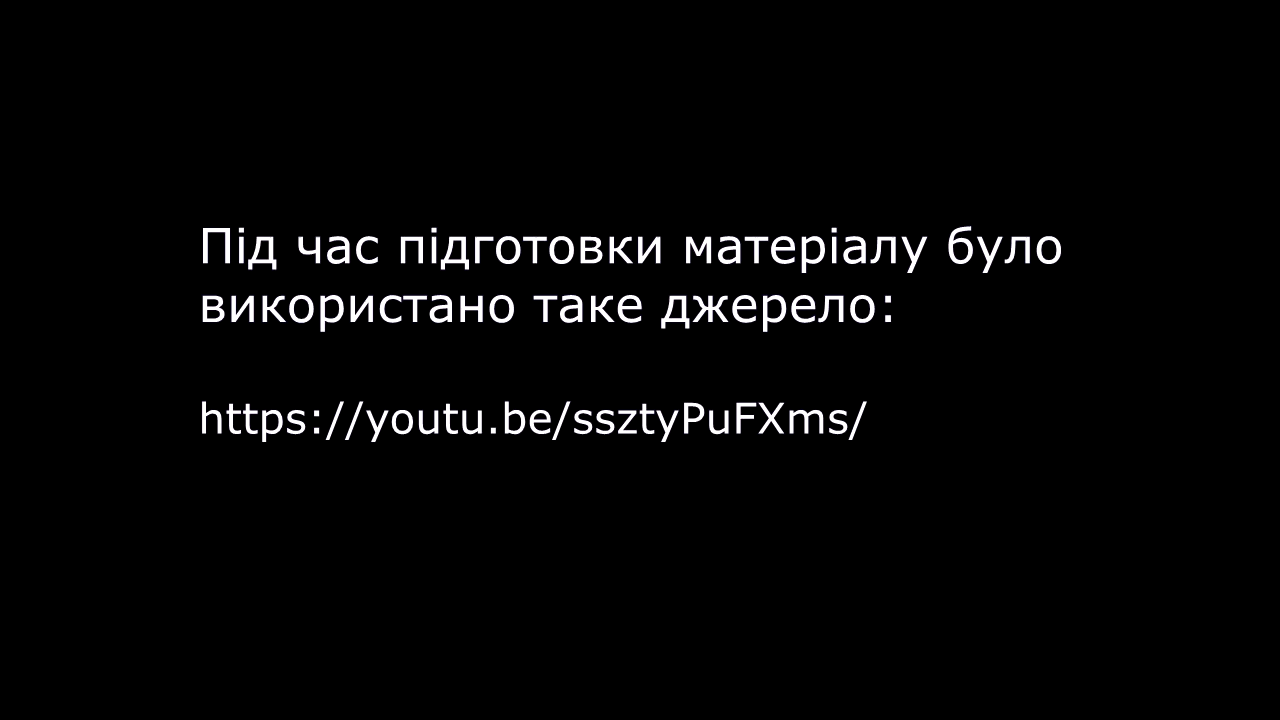 Під час підготовки матеріалу було
використано таке джерело:
https://youtu.be/ssztyPuFXms/